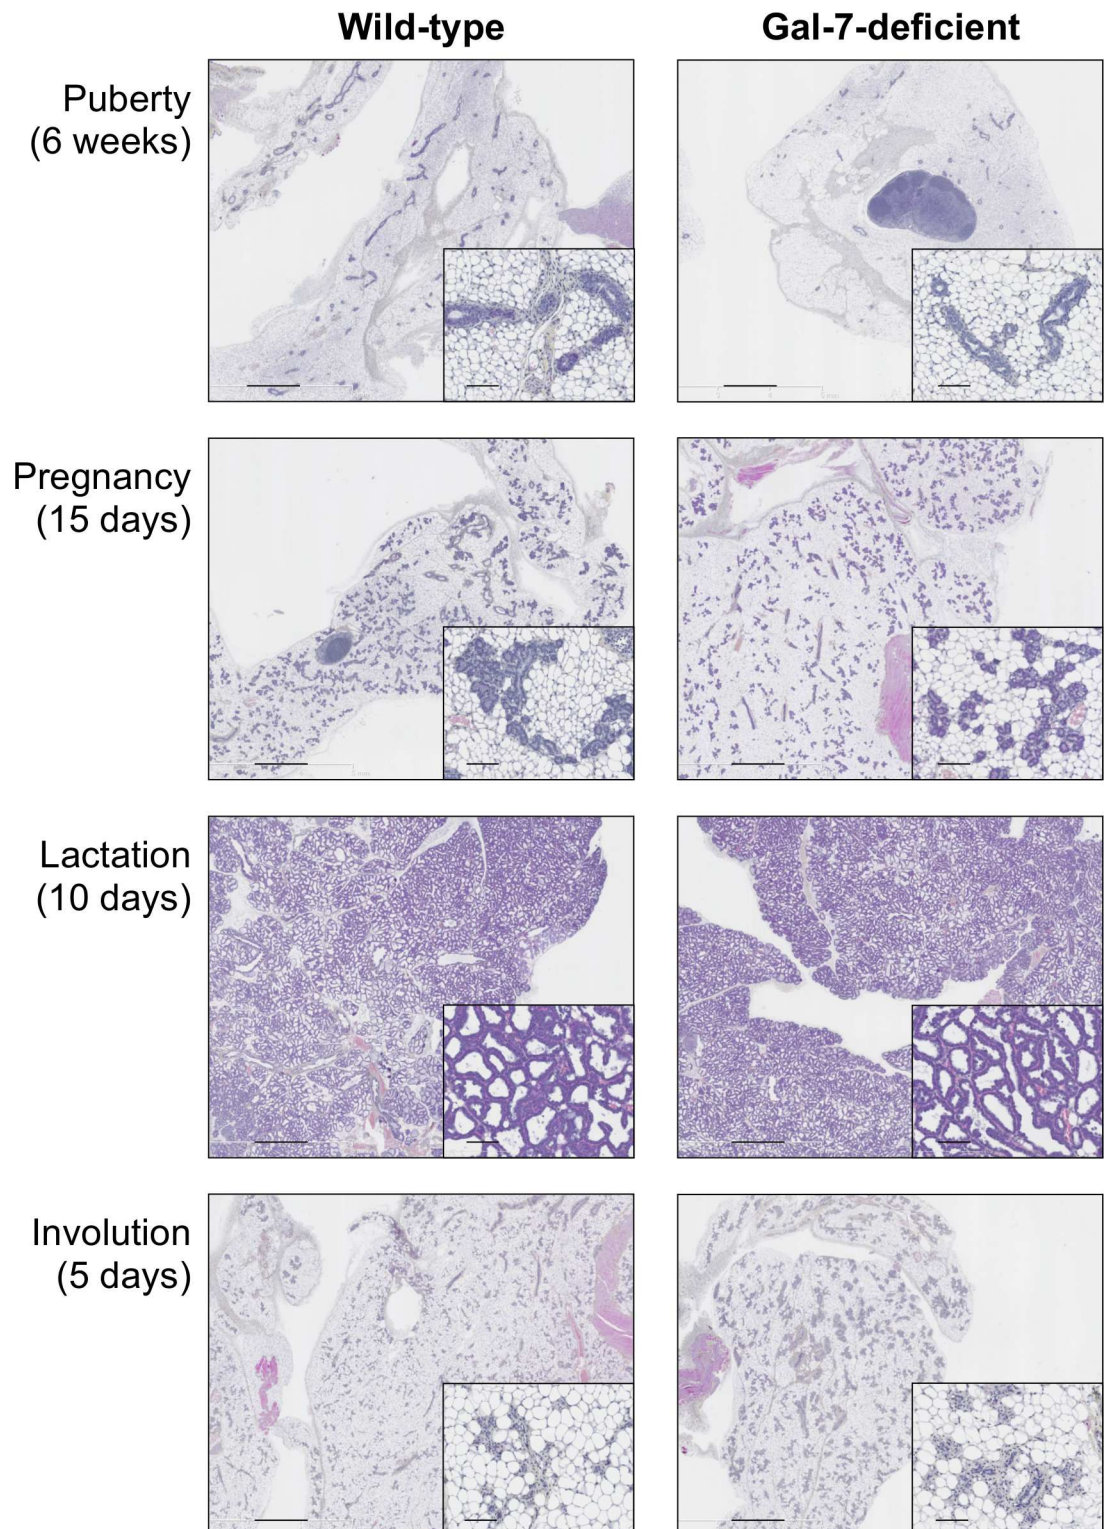 Wild-type
Gal-7-deficient
Puberty
(6 weeks)
Pregnancy
(15 days)
Lactation
(10 days)
Involution
(5 days)